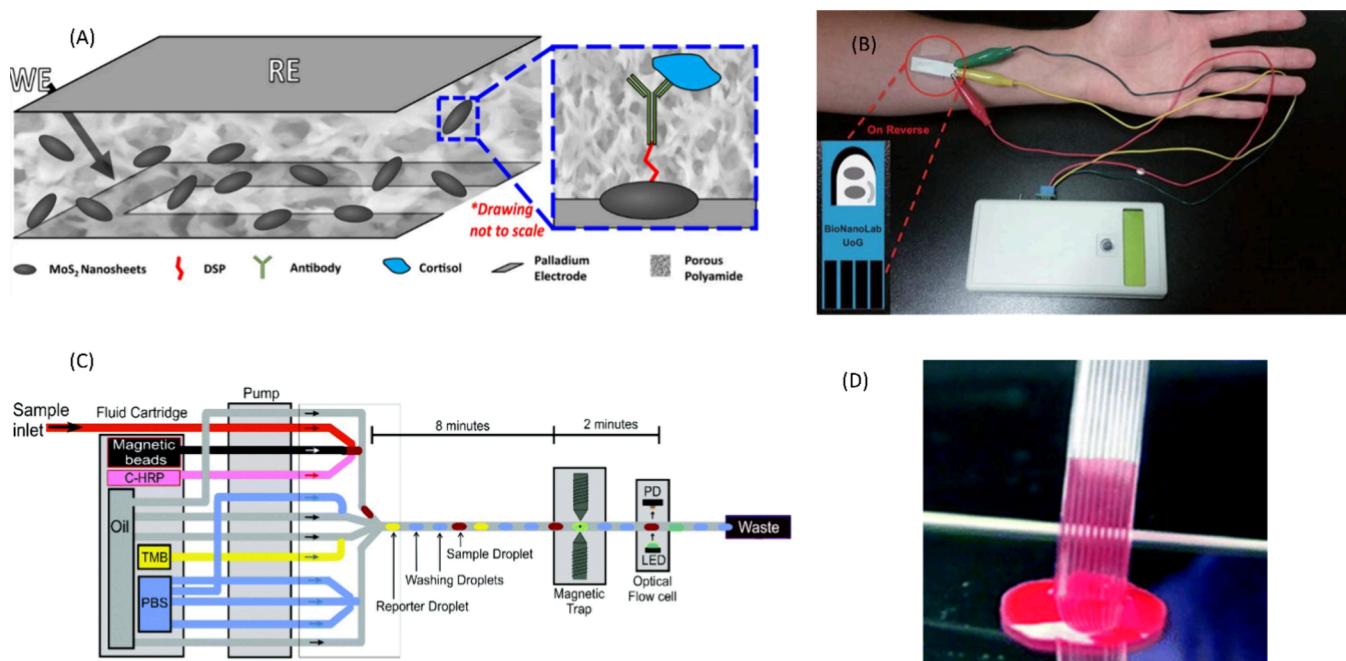 (A)
WE
RE
*Drawing
not to scale
MoS2 Nanosheets
DSP
Antibody
Cortisol
Palladium
Electrode
Porous
Polyamide
(B)
On Reverse
BioNanoLab
UoG
(C)
Sample
inlet
Fluid Cartridge
Pump
Magnetic
beads
C-HRP
Oil
TMB
PBS
8 minutes
2 minutes
Sample Droplet
Washing Droplets
Reporter Droplet
Magnetic
Trap
PD
LED
Optical
Flow cell
Waste
(D)